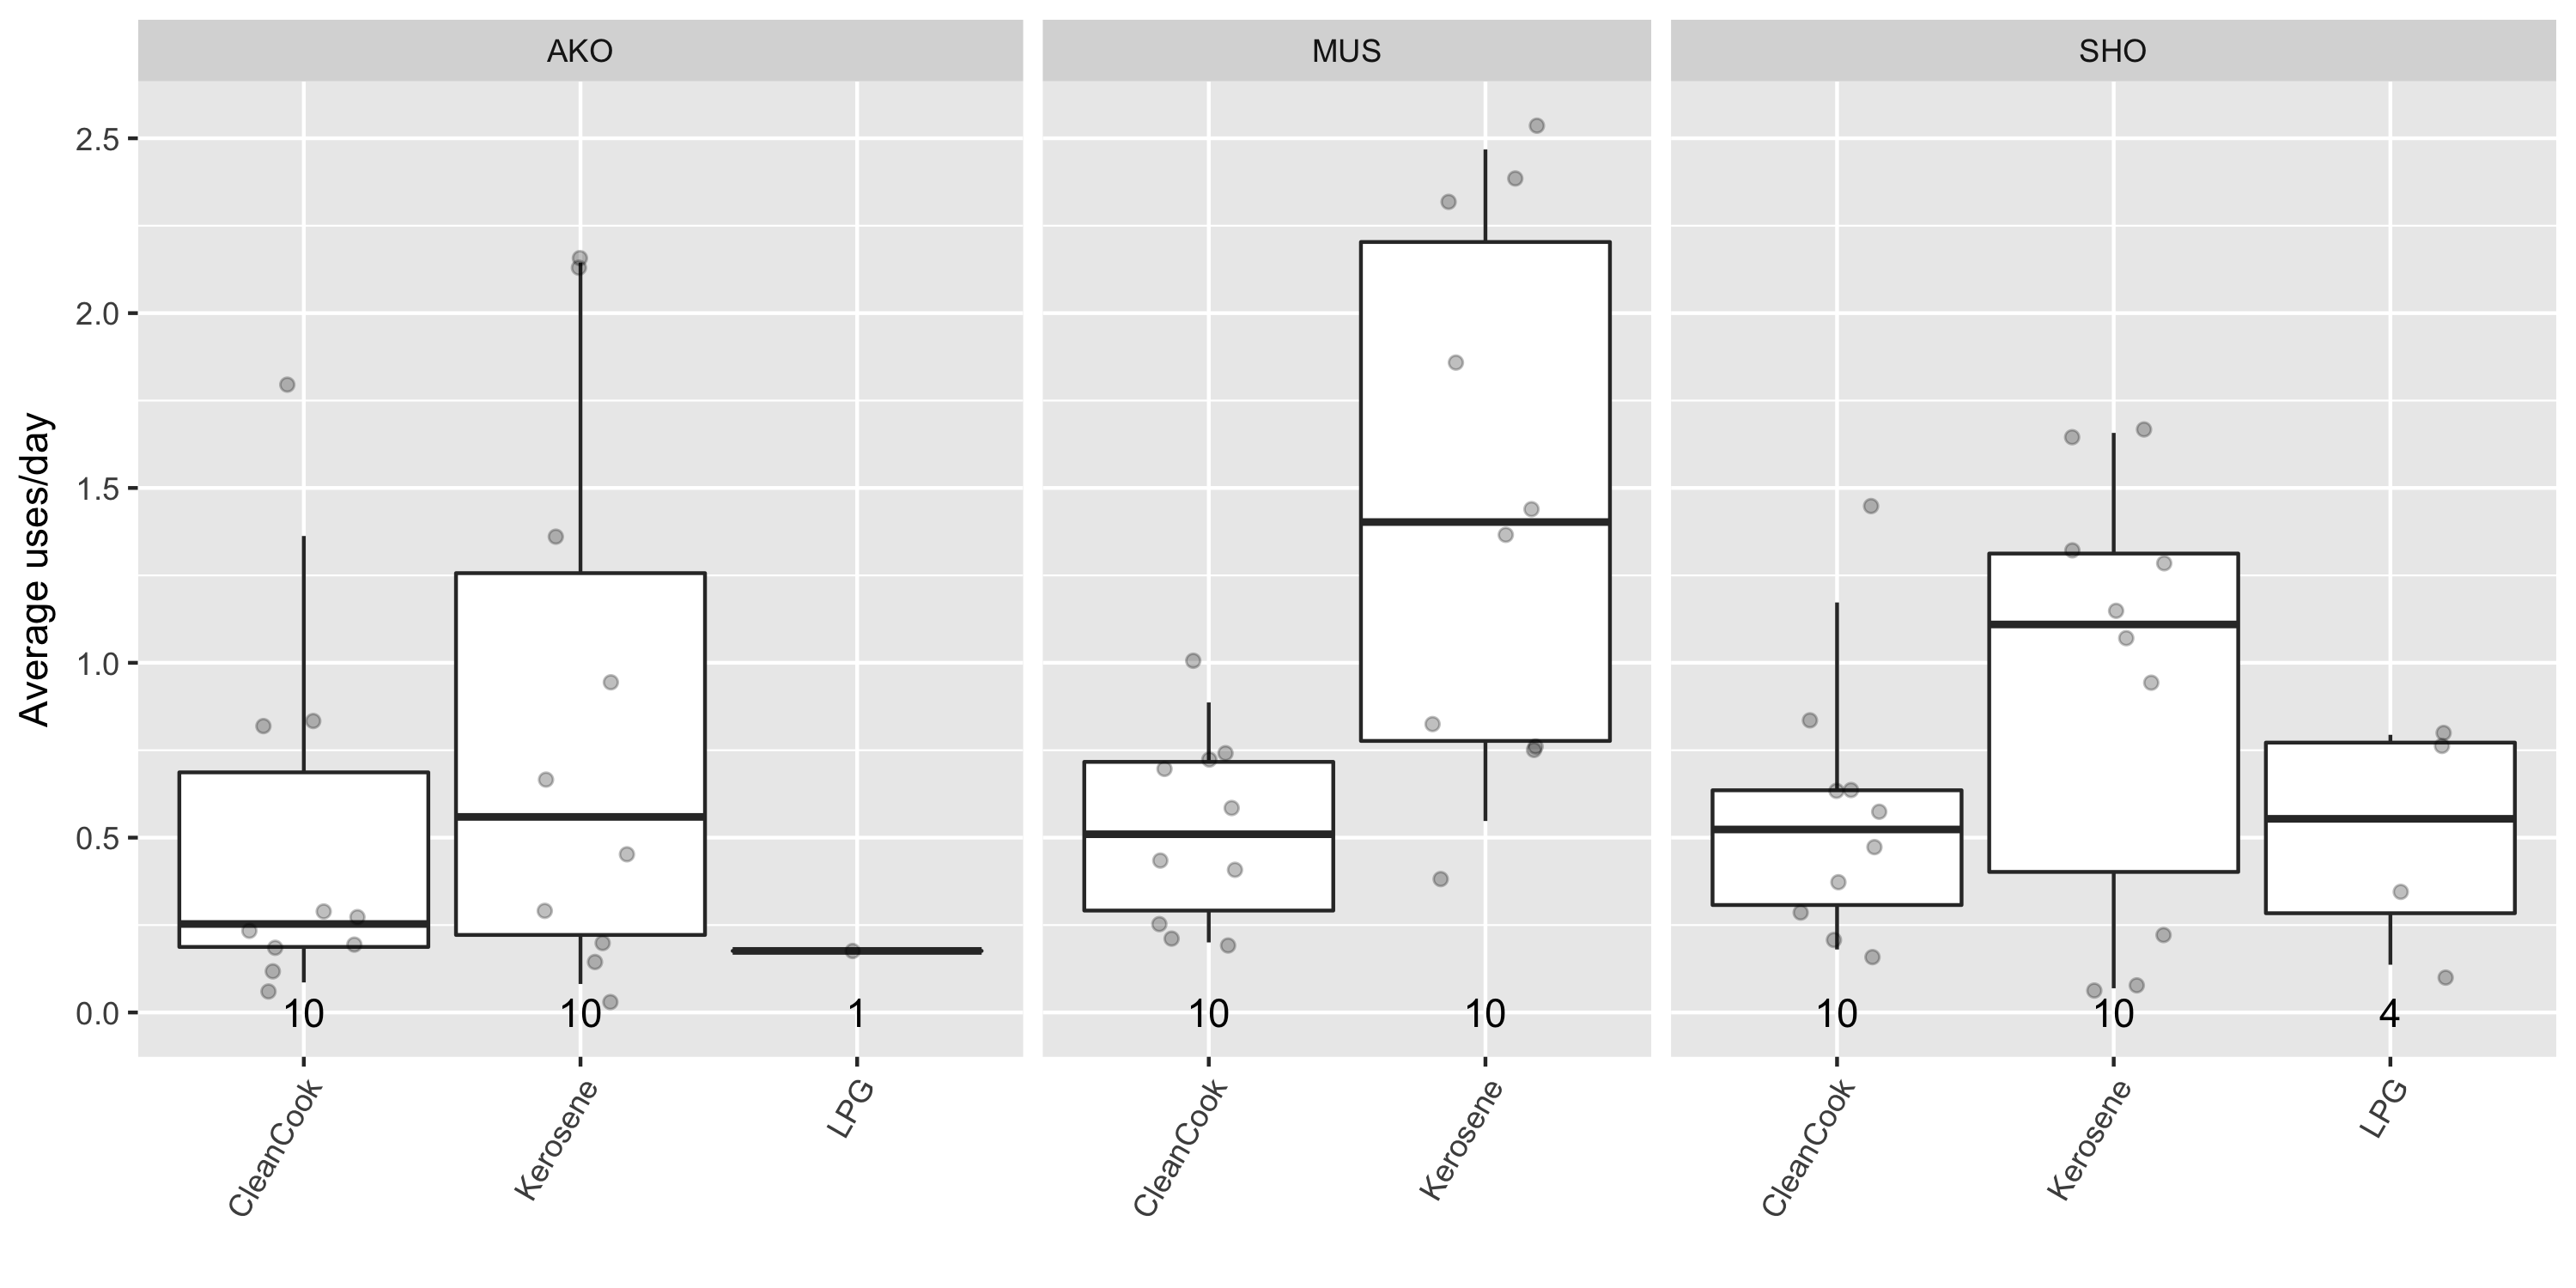 AKO MUS SHO
Average uses/day
2.5
2.0
1.5
1.0
0.5
0.0
10 10 1 10 10 10 10 4
CleanCook Kerosene LPG CleanCook Kerosene CleanCook Kerosene LPG